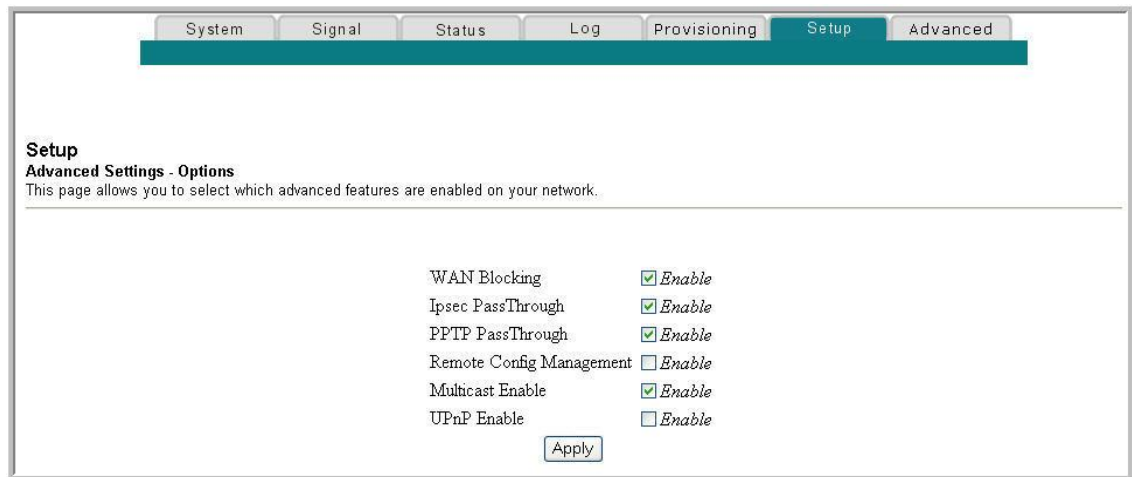 System Signal Status Log Provisioning Setup Advanced
Setup
Advanced Settings - Options
This page allows you to select which advanced features are enabled on your network.
WAN Blocking Enable
Ipsec PassThrough Enable
PPTP PassThrough Enable
Remote Config Management Enable
Multicast Enable Enable
UPnP Enable Enable
Apply